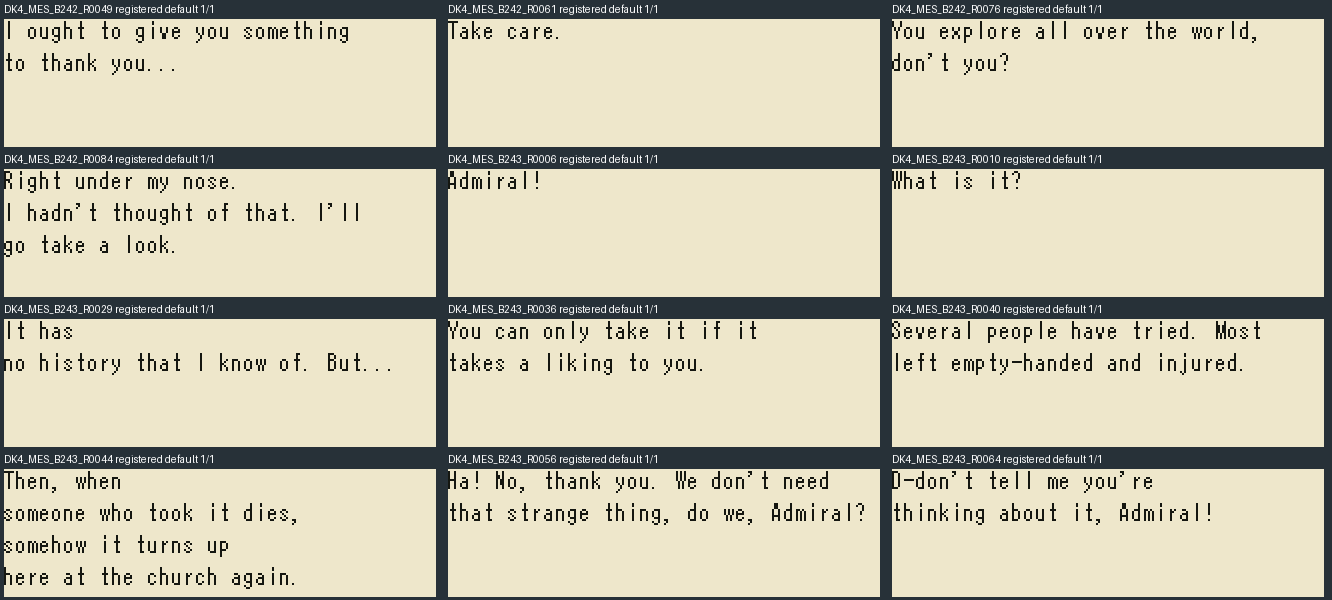 DK4_MES_B242_R0049 registered default 1/1
I ought to give you something
to thank you...
DK4_MES_B242_R0061 registered default 1/1
Take care.
DK4_MES_B242_R0076 registered default 1/1
You explore all over the world,
don't you?
DK4_MES_B242_R0084 registered default 1/1
Right under my nose.
I hadn't thought of that. I'll
go take a look.
DK4_MES_B243_R0006 registered default 1/1
Admiral!
DK4_MES_B243_R0010 registered default 1/1
What is it?
DK4_MES_B243_R0029 registered default 1/1
It has
no history that I know of. But...
DK4_MES_B243_R0036 registered default 1/1
You can only take it if it
takes a liking to you.
DK4_MES_B243_R0040 registered default 1/1
Several people have tried. Most
left empty-handed and injured.
DK4_MES_B243_R0044 registered default 1/1
Then, when
someone who took it dies,
somehow it turns up
here at the church again.
DK4_MES_B243_R0056 registered default 1/1
Ha! No, thank you. We don't need
that strange thing, do we, Admiral?
DK4_MES_B243_R0064 registered default 1/1
D-don't tell me you're
thinking about it, Admiral!